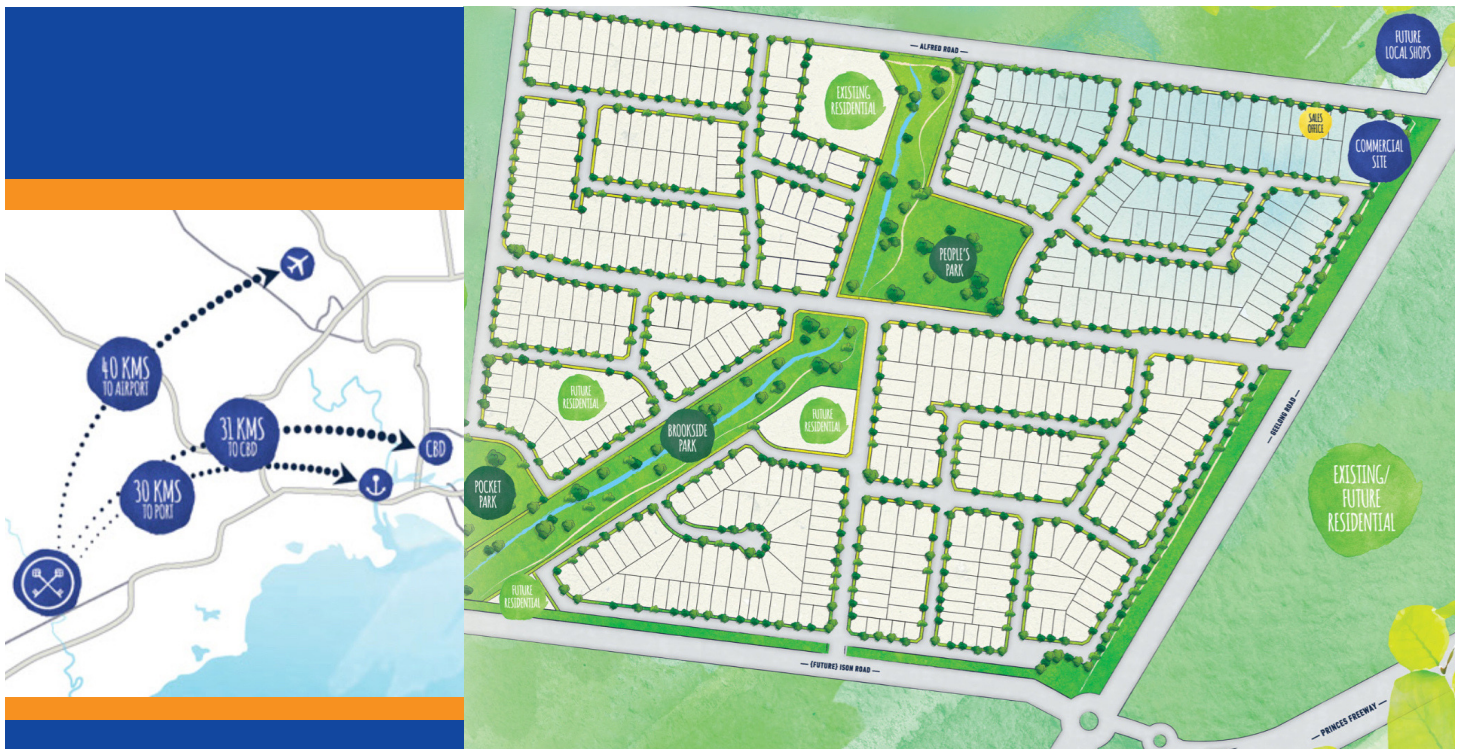 40 KMS
TO AIRPORT
31 KMS
TO CBD
CBD
30 KMS
TO PORT
ALFRED ROAD
FUTURE
LOCAL SHOPS
EXISTING
RESIDENTIAL
SALES
OFFICE
COMMERCIAL
SITE
PEOPLE'S
PARK
FUTURE
RESIDENTIAL
FUTURE
RESIDENTIAL
BROOKSIDE
PARK
GEELONG ROAD
POCKET
PARK
EXISTING/
FUTURE
RESIDENTIAL
FUTURE
RESIDENTIAL
(FUTURE) ISON ROAD
PRINCES FREEWAY